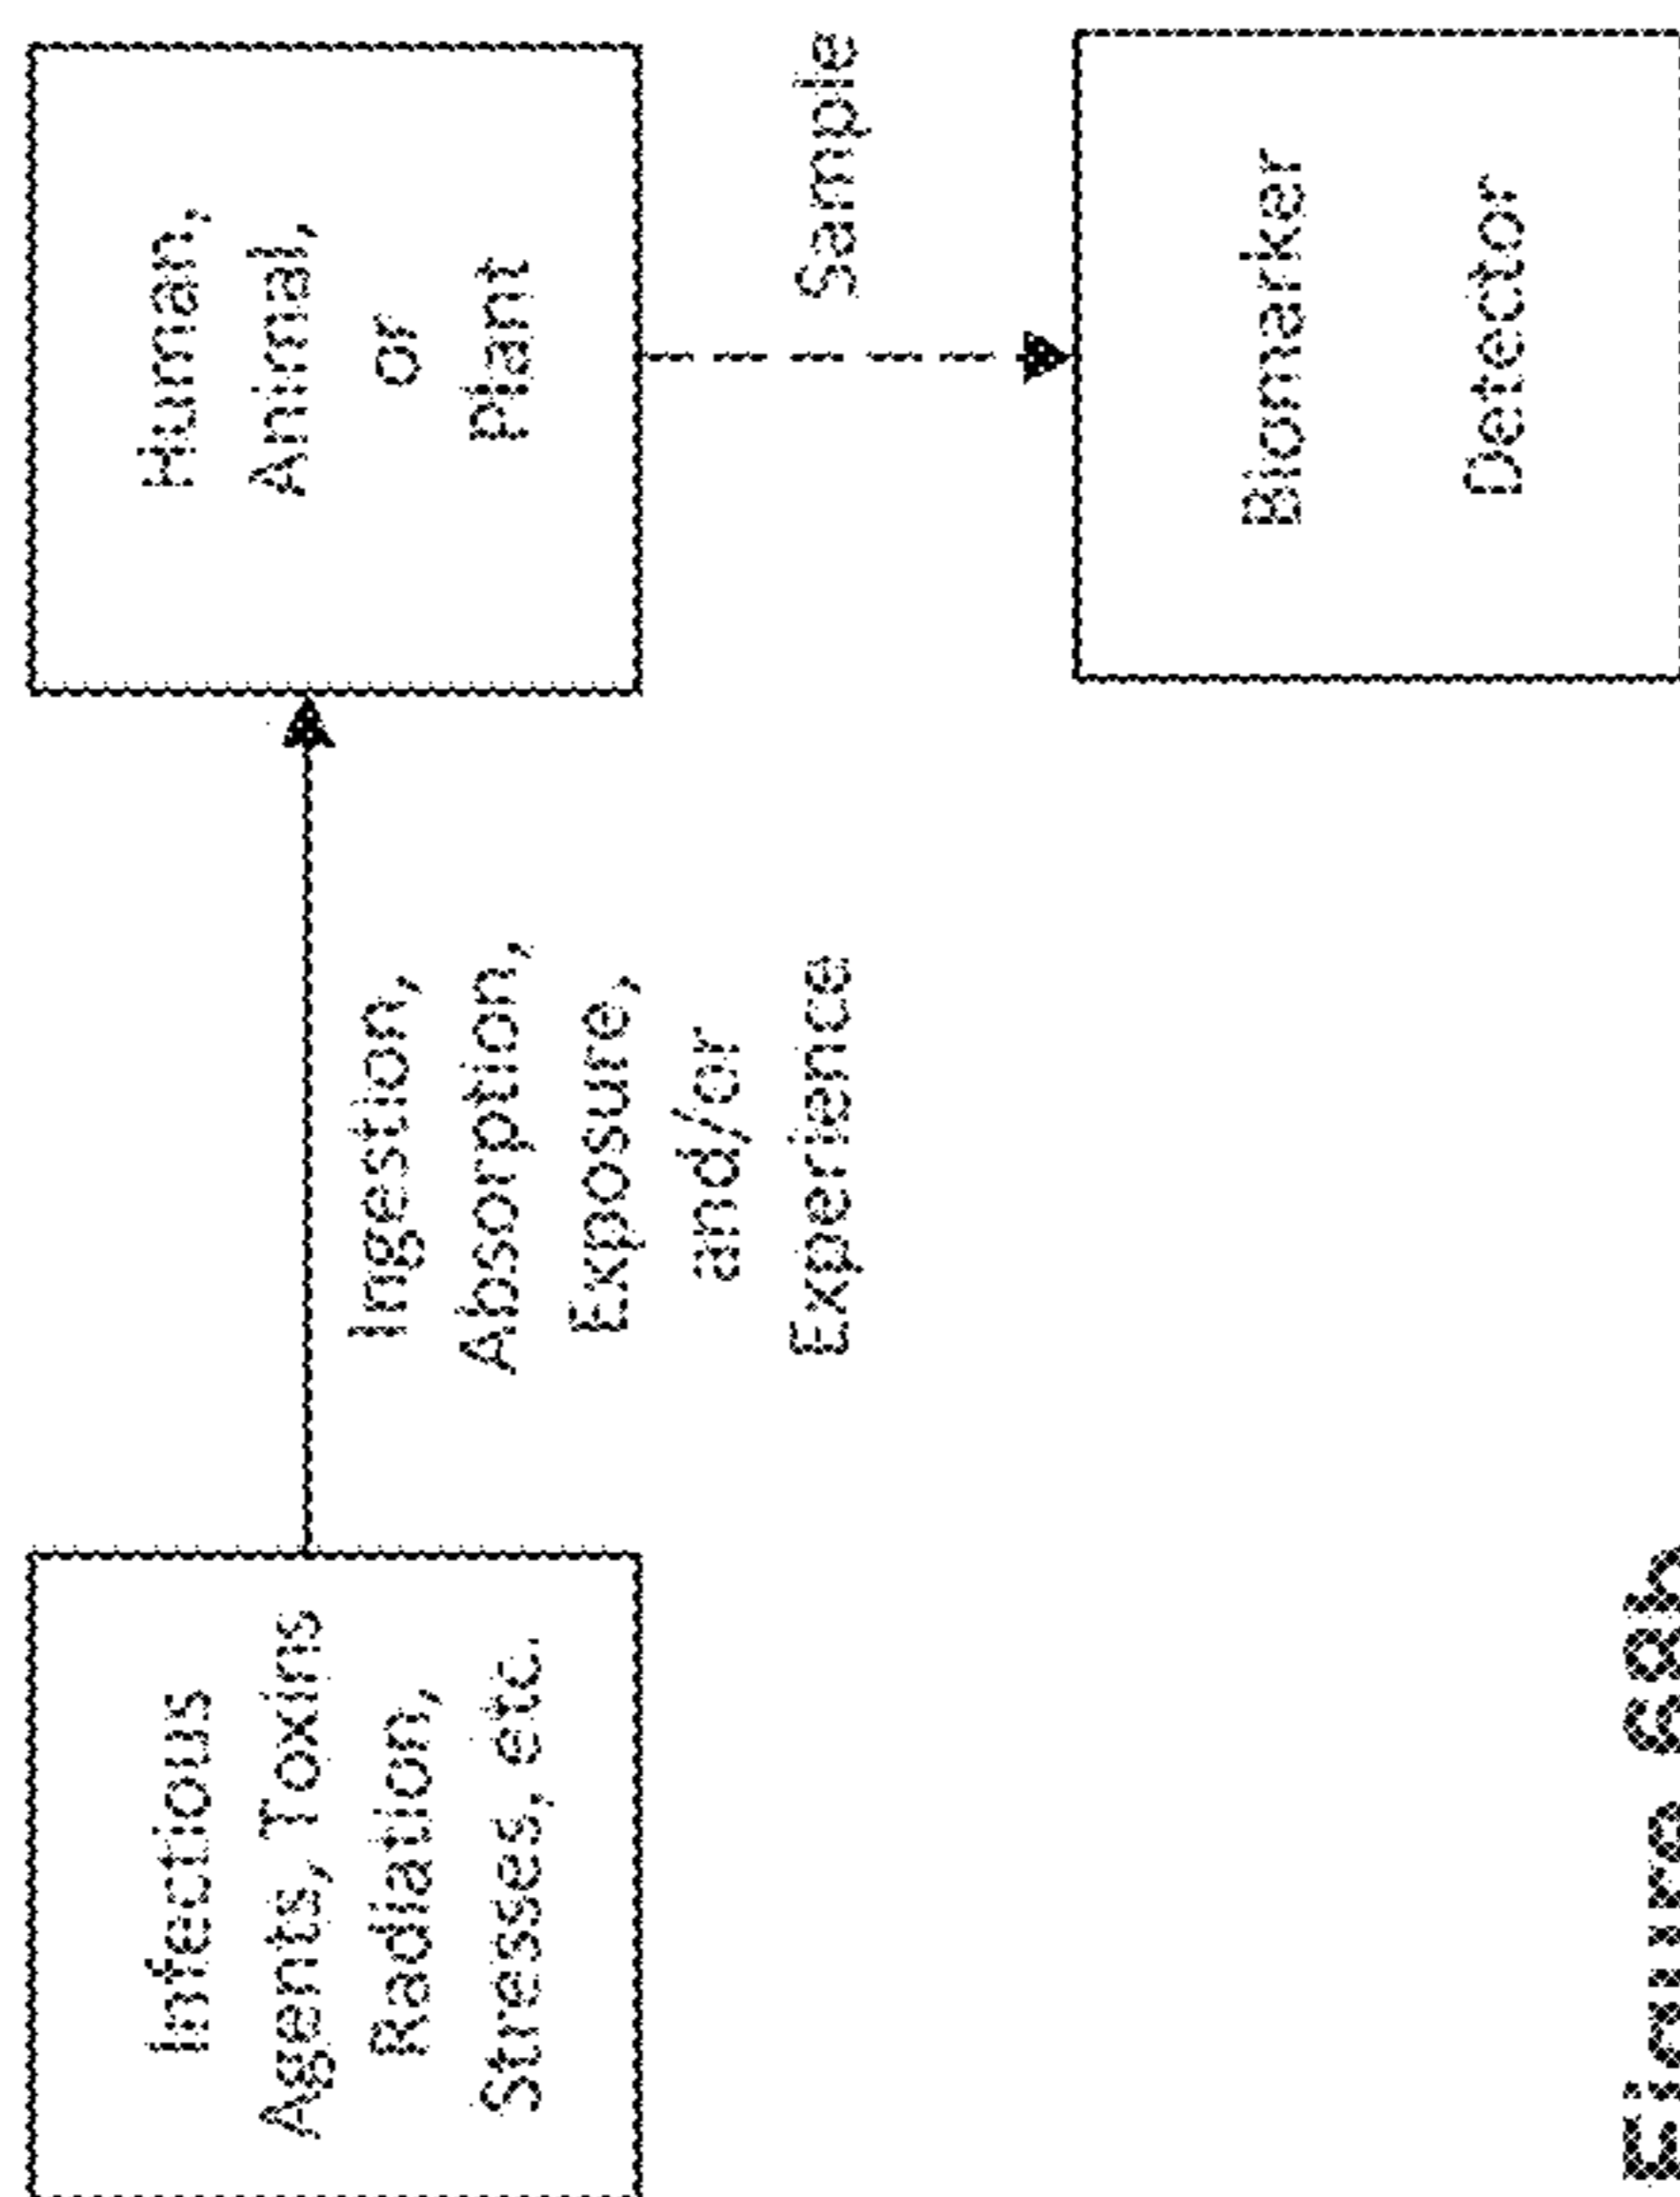 Infectious
Agents, Toxins
Radiation,
Stresses, etc.
Ingestion,
Absorption,
Exposure,
and/or
Experience
Human,
Animal,
or
Plant
Sample
Biomarker
Detector
Figure